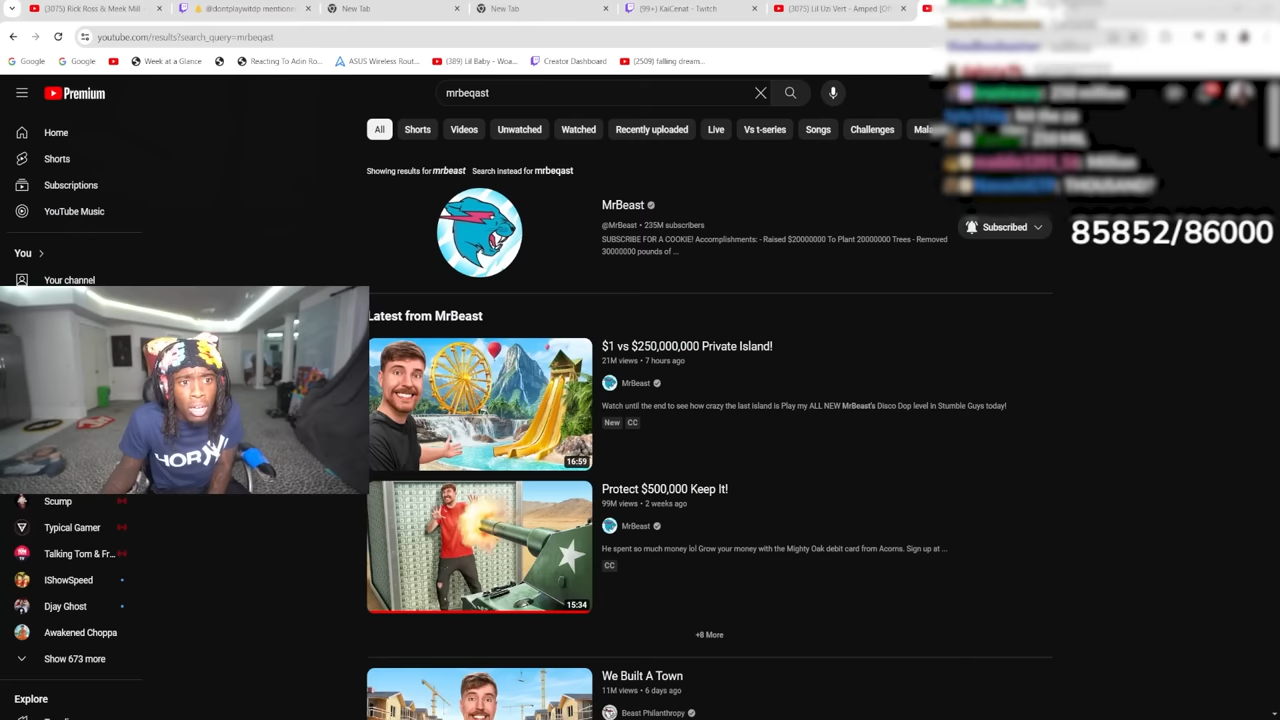 (3075) Rick Ross & Meek Mill -
@dontplaywitdp mentione
New Tab
New Tab
(99+) KaiCenat - Twitch
(3075) Lil Uzi Vert - Amped [Of
youtube.com/results?search_query=mrbeqast
Google
Google
Week at a Glance
Reacting To Adin Ro...
ASUS Wireless Rout...
(389) Lil Baby - Woa...
Creator Dashboard
(2509) falling dream...
Premium
mrbeqast
Home
Shorts
Subscriptions
YouTube Music
You
Your channel
All
Shorts
Videos
Unwatched
Watched
Recently uploaded
Live
Vs t-series
Songs
Challenges
Mala
Showing results for mrbeast Search instead for mrbeqast
MrBeast
@MrBeast • 235M subscribers
SUBSCRIBE FOR A COOKIE! Accomplishments: - Raised $20000000 To Plant 20000000 Trees - Removed
30000000 pounds of ...
Subscribed
85852/86000
Latest from MrBeast
$1 vs $250,000,000 Private Island!
21M views • 7 hours ago
MrBeast
Watch until the end to see how crazy the last island is Play my ALL NEW MrBeast's Disco Dop level in Stumble Guys today!
New CC
16:59
Protect $500,000 Keep It!
99M views • 2 weeks ago
MrBeast
He spent so much money lol Grow your money with the Mighty Oak debit card from Acorns. Sign up at ...
CC
15:34
+8 More
We Built A Town
11M views • 6 days ago
Beast Philanthropy
Scump
Typical Gamer
Talking Tom & Fr...
IShowSpeed
Djay Ghost
Awakened Choppa
Show 673 more
Explore